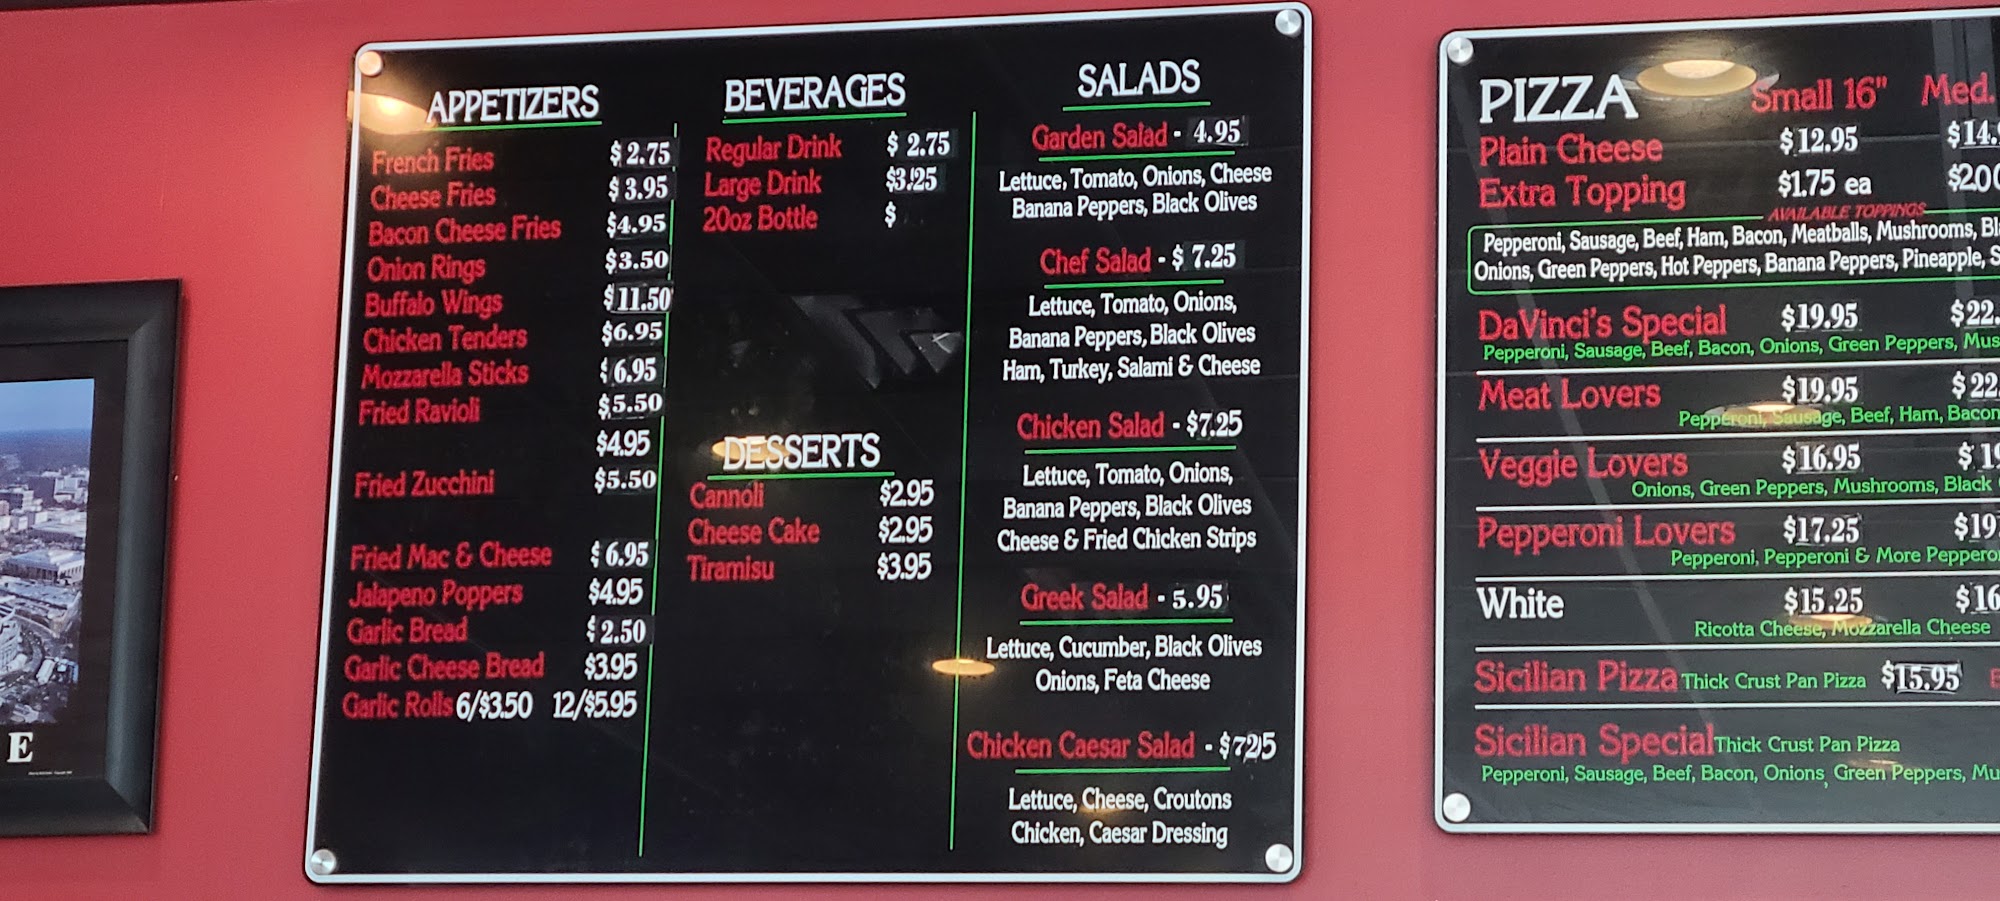 APPETIZERS
French Fries $2.75
Cheese Fries $3.95
Bacon Cheese Fries $4.95
Onion Rings $3.50
Buffalo Wings $11.50
Chicken Tenders $6.95
Mozzarella Sticks $6.95
Fried Ravioli $5.50
$4.95
Fried Zucchini $5.50
Fried Mac & Cheese $6.95
Jalapeno Poppers $4.95
Garlic Bread $2.50
Garlic Cheese Bread $3.95
Garlic Rolls 6/$3.50 12/$5.95
BEVERAGES
Regular Drink $2.75
Large Drink $3.25
20oz Bottle $
DESSERTS
Cannoli $2.95
Cheese Cake $2.95
Tiramisu $3.95
SALADS
Garden Salad - 4.95
Lettuce, Tomato, Onions, Cheese
Banana Peppers, Black Olives
Chef Salad - $7.25
Lettuce, Tomato, Onions,
Banana Peppers, Black Olives
Ham, Turkey, Salami & Cheese
Chicken Salad - $7.25
Lettuce, Tomato, Onions,
Banana Peppers, Black Olives
Cheese & Fried Chicken Strips
Greek Salad - 5.95
Lettuce, Cucumber, Black Olives
Onions, Feta Cheese
Chicken Caesar Salad - $7.25
Lettuce, Cheese, Croutons
Chicken, Caesar Dressing
PIZZA Small 16" Med.
Plain Cheese $12.95 $14.
Extra Topping $1.75 ea $2.00
AVAILABLE TOPPINGS
Pepperoni, Sausage, Beef, Ham, Bacon, Meatballs, Mushrooms,
Onions, Green Peppers, Hot Peppers, Banana Peppers, Pineapple,
DaVinci's Special $19.95 $22.
Pepperoni, Sausage, Beef, Bacon, Onions, Green Peppers,
Meat Lovers $19.95 $22.
Pepperoni, Sausage, Beef, Ham, Bacon
Veggie Lovers $16.95 $19
Onions, Green Peppers, Mushrooms, Black
Pepperoni Lovers $17.25 $19
Pepperoni, Pepperoni & More
White $15.25 $16
Ricotta Cheese, Mozzarella Cheese
Sicilian Pizza Thick Crust Pan Pizza $15.95
Sicilian Special Thick Crust Pan Pizza
Pepperoni, Sausage, Beef, Bacon, Onions, Green Peppers,
E